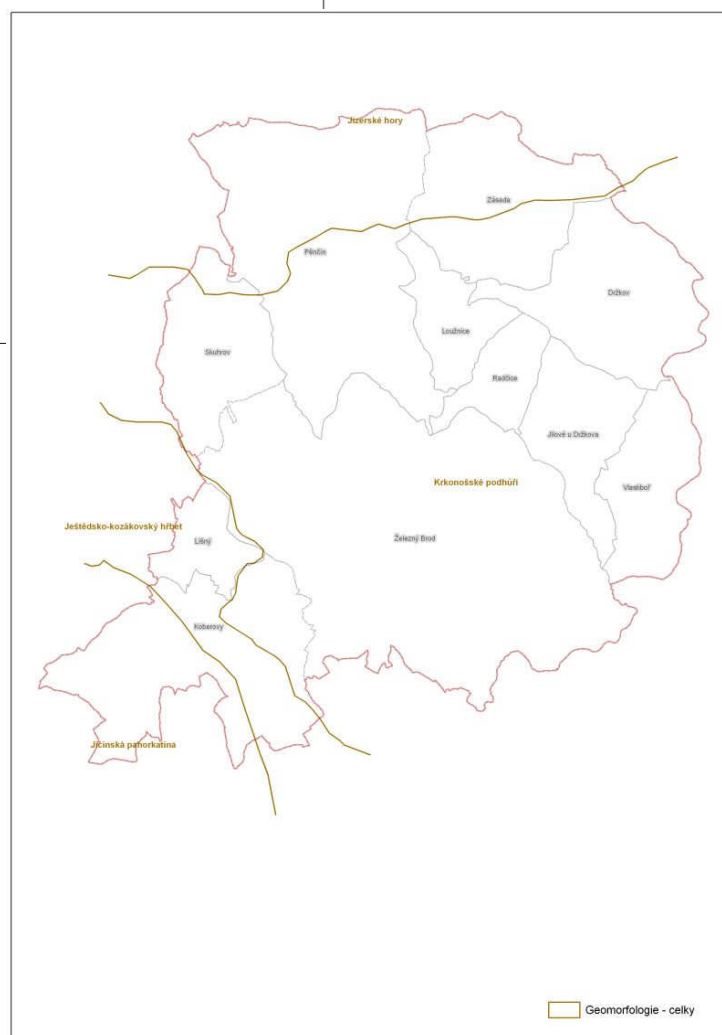 Jizerské hory
Zásada
Pěnčín
Držkov
Loužnice
Skuhrov
Radčice
Jílové u Držkova
Krkonošské podhůří
Vlastiboř
Ještědsko-kozákovský hřbet
Železný Brod
Líšný
Koberovy
Jičínská pahorkatina
Geomorfologie - celky